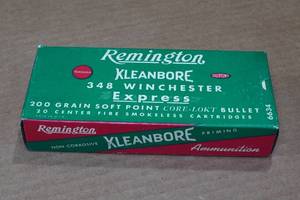 Remington
KLEANBORE
348 WINCHESTER
Express
200 GRAIN SOFT POINT CORE-LOKT BULLET
20 CENTER FIRE SMOKELESS CARTRIDGES
6634
Remington KLEANBORE PRIMING
NON-CORROSIVE Ammunition